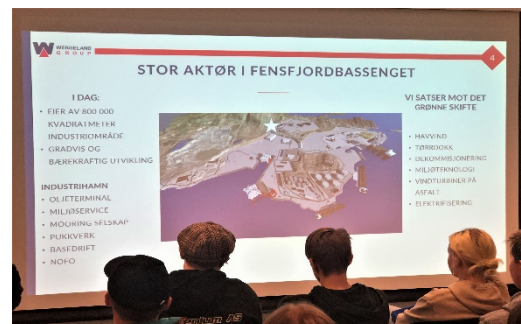 WERGELAND
GROUP
4
STOR AKTØR I FENSFJORDBASSENGET
I DAG:
• EIER AV 800 000
KVADRATMETER
INDUSTRIOMRÅDE
• GRADVIS OG
BÆREKRAFTIG UTVIKLING
INDUSTRIHAMN
• OLJETERMINAL
• MILJØSERVICE
• MOORING SELSKAP
• PUKKVERK
• BASEDRIFT
• NOFO
VI SATSER MOT DET
GRØNNE SKIFTE
• HAVVIND
• TØRRDOKK
• DEKOMMISJONERING
• MILJØTEKNOLOGI
• VINDTURBINER PÅ
ASFALT
• ELEKTRIFISERING